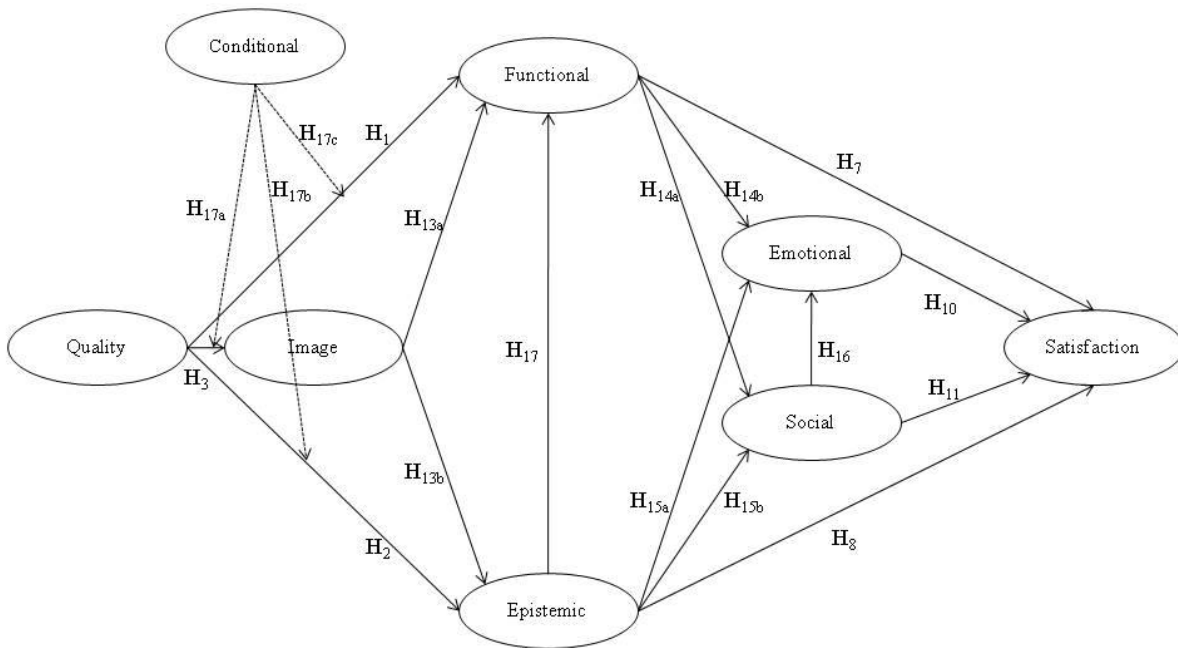 Conditional
Functional
H17c
H1
H7
H17a
H17b
H14a
H14b
H13a
Emotional
H10
Quality
Image
H17
H16
Satisfaction
H3
H11
Social
H13b
H15a
H15b
H2
H8
Epistemic